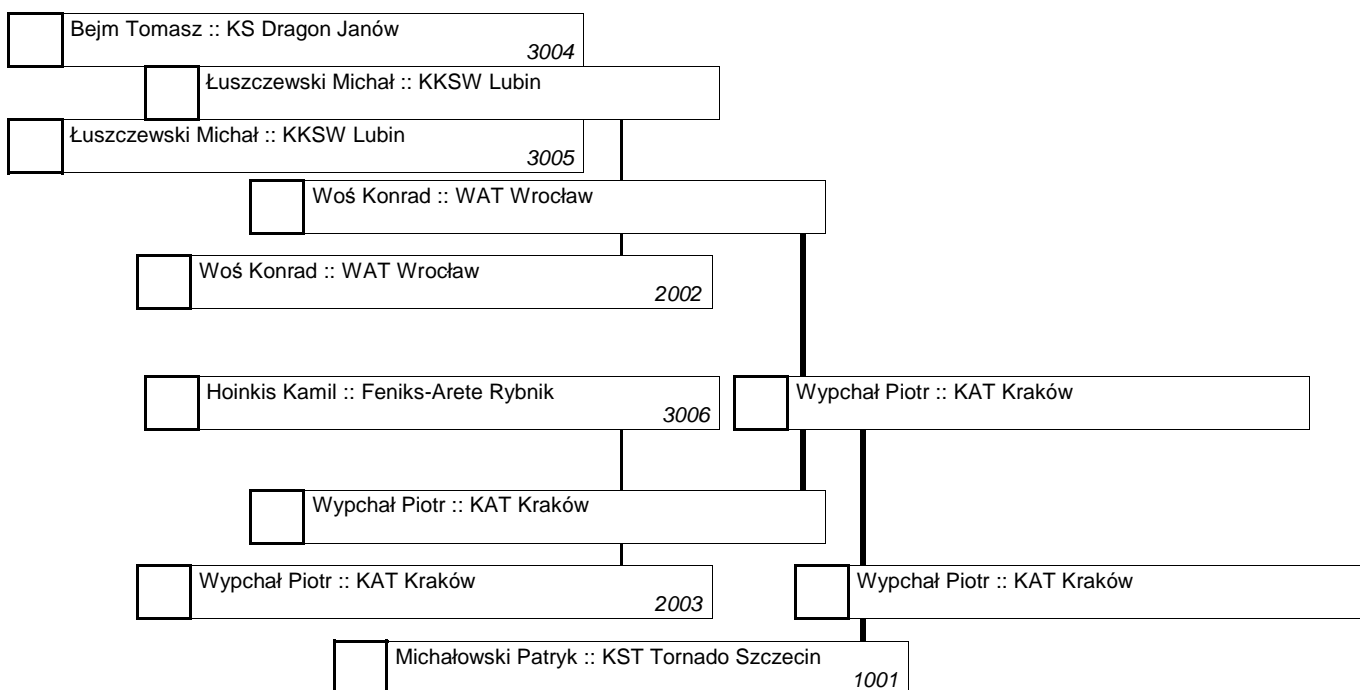 Bejm Tomasz :: KS Dragon Janów
3004
Łuszczewski Michał :: KKSW Lubin
Łuszczewski Michał :: KKSW Lubin
3005
Woś Konrad :: WAT Wrocław
Woś Konrad :: WAT Wrocław
2002
Hoinkis Kamil :: Feniks-Arete Rybnik
3006
Wypchał Piotr :: KAT Kraków
Wypchał Piotr :: KAT Kraków
Wypchał Piotr :: KAT Kraków
2003
Wypchał Piotr :: KAT Kraków
Michałowski Patryk :: KST Tornado Szczecin
1001